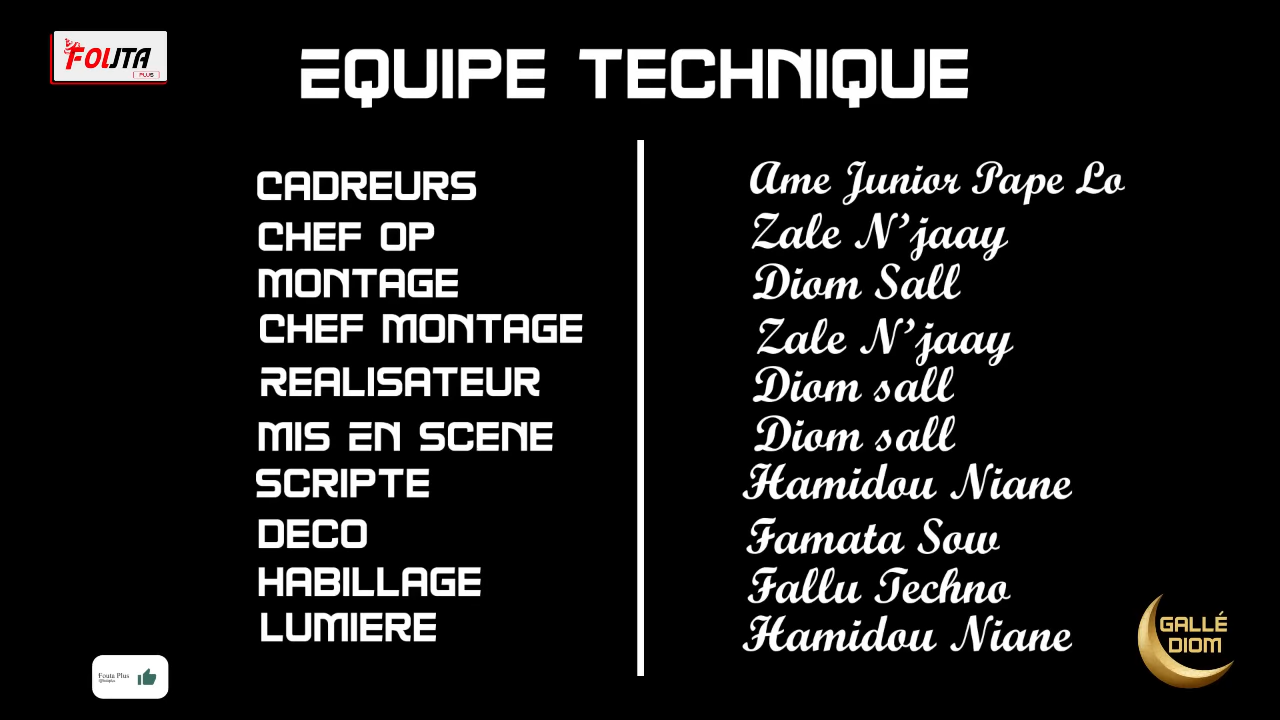 FOUTA
PLUS
EQUIPE TECHNIQUE
CADREURS Ame Junior Pape Lo
CHEF OP Zale N'jaay
MONTAGE Diom Sall
CHEF MONTAGE Zale N'jaay
REALISATEUR Diom sall
MIS EN SCENE Diom sall
SCRIPTE Hamidou Niane
DECO Famata Sow
HABILLAGE Fallu Techno
LUMIERE Hamidou Niane
GALLÉ
DIOM
Fouta Plus